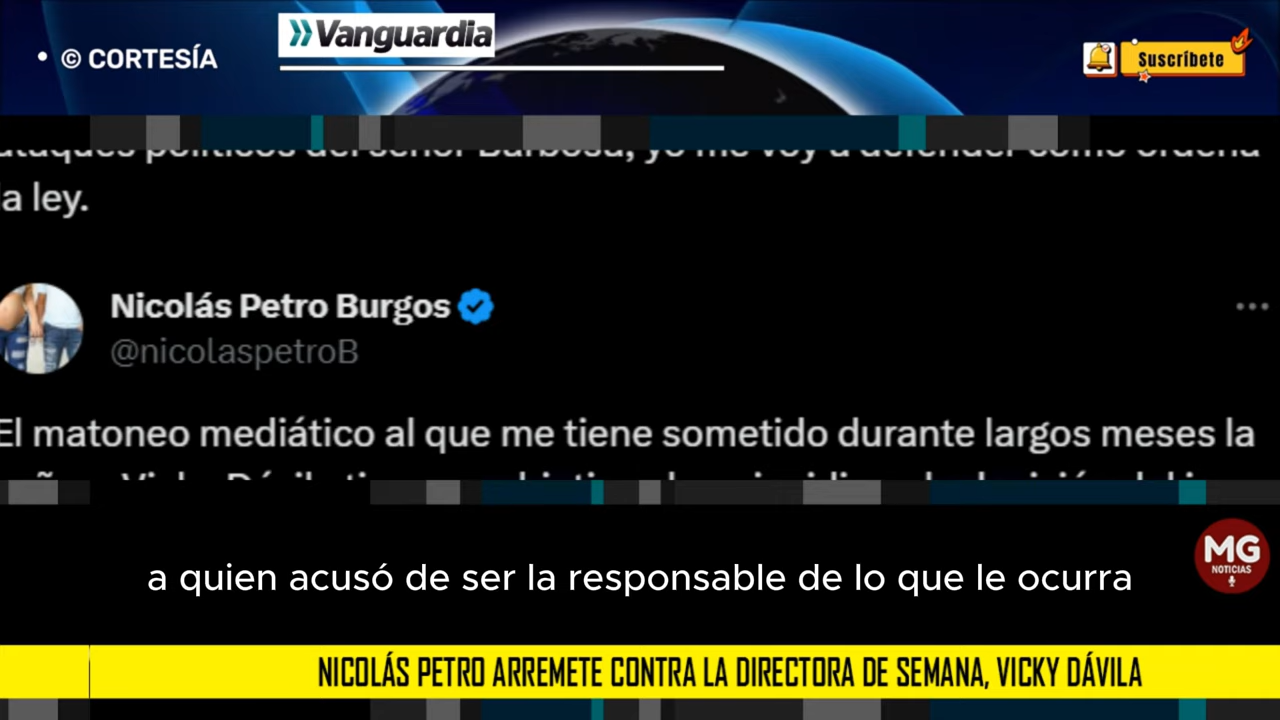 • © CORTESÍA
Vanguardia
Suscríbete
ataques políticos del señor Barbosa, yo me voy a defender como ordena
la ley.
Nicolás Petro Burgos
@nicolaspetroB
El matoneo mediático al que me tiene sometido durante largos meses la
a quien acusó de ser la responsable de lo que le ocurra
MG
NOTICIAS
NICOLÁS PETRO ARREMETE CONTRA LA DIRECTORA DE SEMANA, VICKY DÁVILA